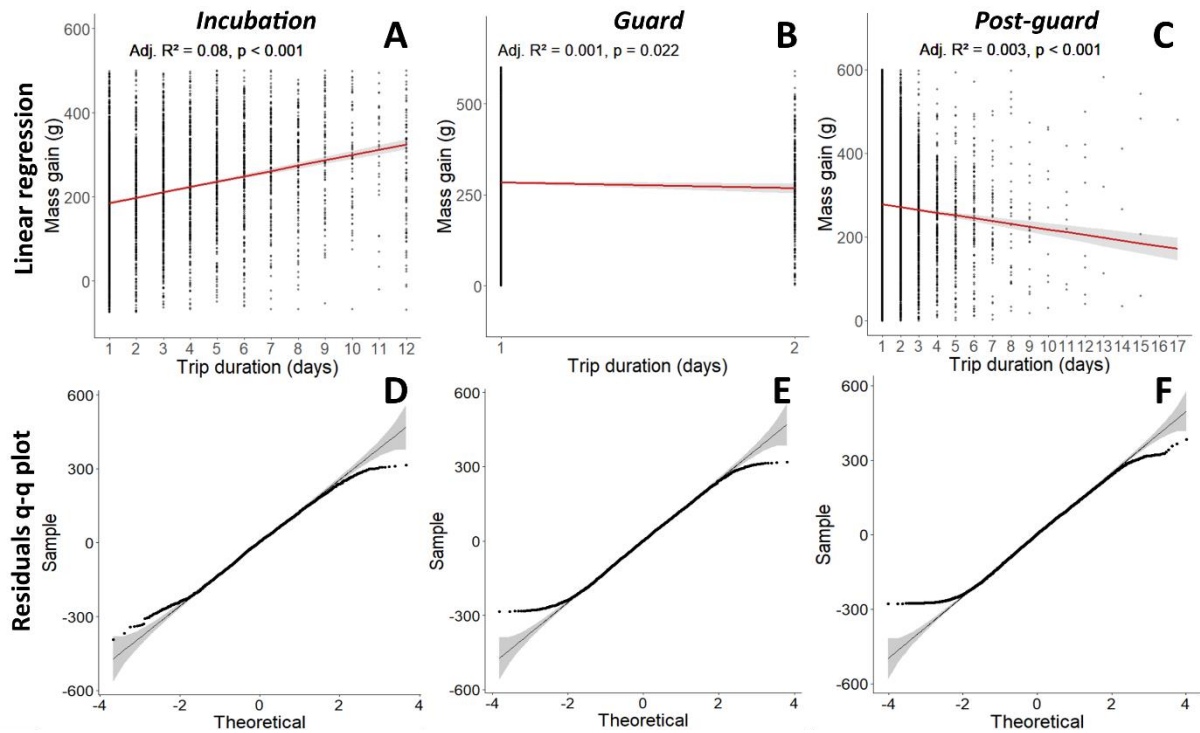 Incubation
A
Guard
B
Post-guard
C
Linear regression
Adj. R² = 0.08, p < 0.001
Mass gain (g)
600
400
200
0
1 2 3 4 5 6 7 8 9 10 11 12
Trip duration (days)
Adj. R² = 0.001, p = 0.022
Mass gain (g)
500
250
0
1 2
Trip duration (days)
Adj. R² = 0.003, p < 0.001
Mass gain (g)
600
400
200
0
1 2 3 4 5 6 7 8 9 10 11 12 13 14 15 16 17
Trip duration (days)
Residuals q-q plot
D
Sample
600
300
0
-300
-600
-4 -2 0 2 4
Theoretical
E
Sample
600
300
0
-300
-600
-4 -2 0 2 4
Theoretical
F
Sample
600
300
0
-300
-600
-4 -2 0 2 4
Theoretical